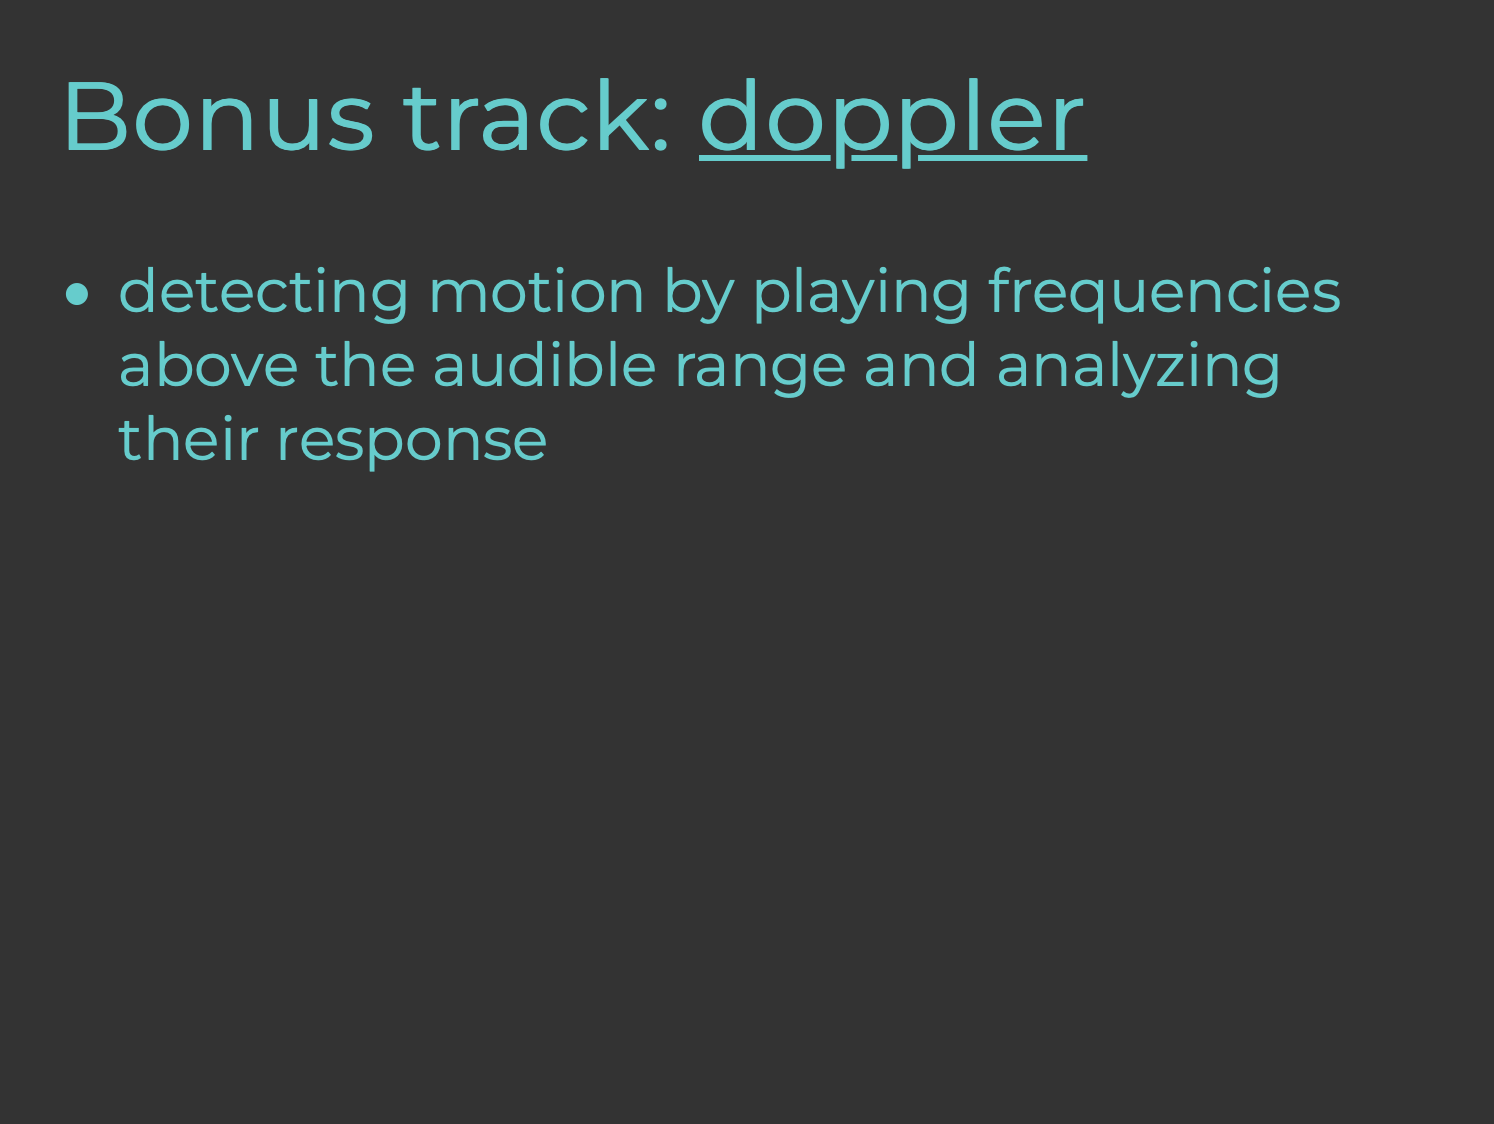 Bonus track: doppler
• detecting motion by playing frequencies
above the audible range and analyzing
their response